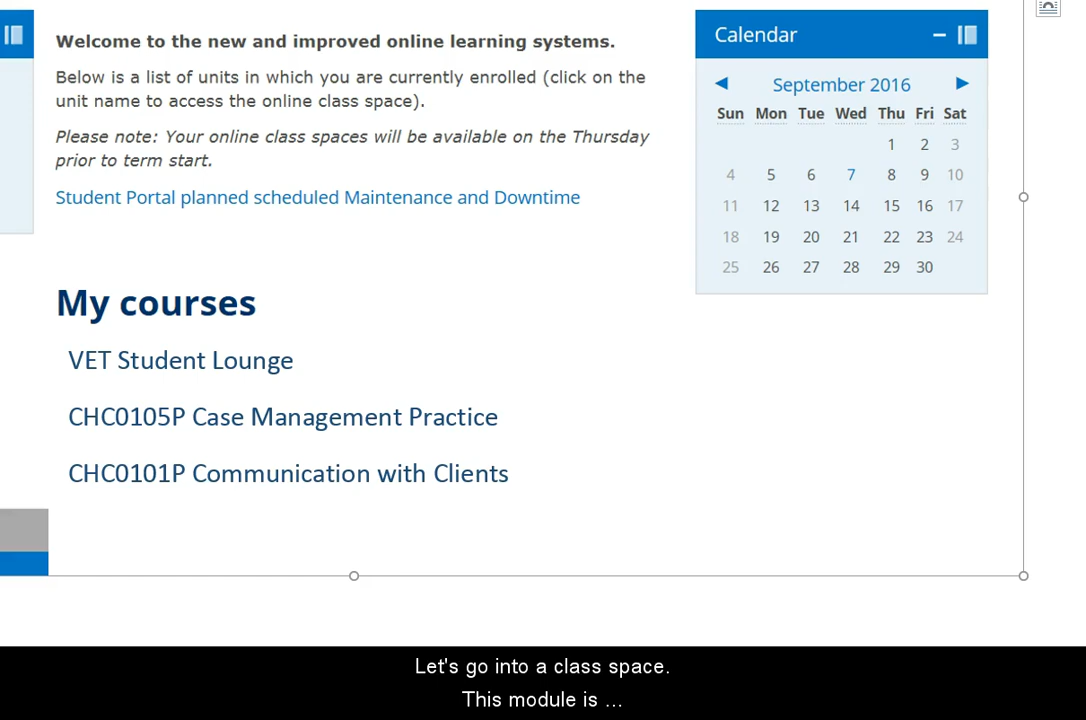 Welcome to the new and improved online learning systems.
Below is a list of units in which you are currently enrolled (click on the
unit name to access the online class space).
Please note: Your online class spaces will be available on the Thursday
prior to term start.
Student Portal planned scheduled Maintenance and Downtime
My courses
VET Student Lounge
CHC0105P Case Management Practice
CHC0101P Communication with Clients
Calendar
September 2016
Sun Mon Tue Wed Thu Fri Sat
1 2 3
4 5 6 7 8 9 10
11 12 13 14 15 16 17
18 19 20 21 22 23 24
25 26 27 28 29 30
Let's go into a class space.
This module is ...